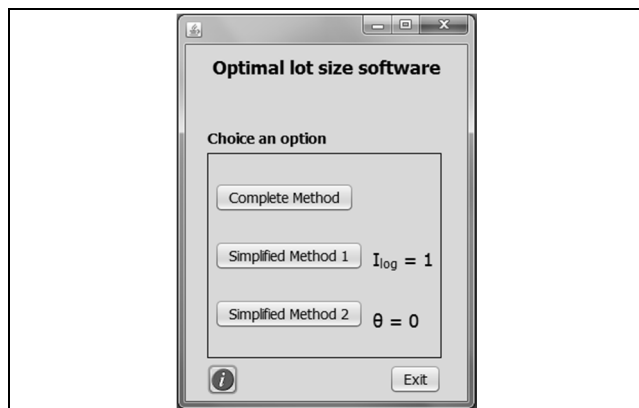 Optimal lot size software
Choice an option
Complete Method
Simplified Method 1 I_log = 1
Simplified Method 2 θ = 0
i Exit